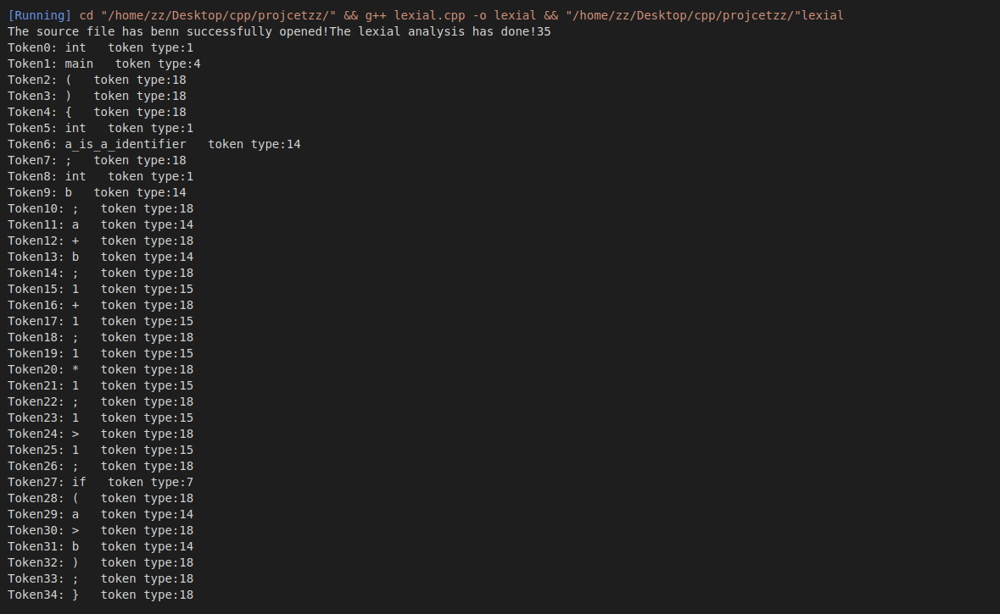 [Running] cd "/home/zz/Desktop/cpp/projcetzz/" && g++ lexial.cpp -o lexial && "/home/zz/Desktop/cpp/projcetzz/"lexial
The source file has benn successfully opened!The lexial analysis has done!35
Token0: int   token type:1
Token1: main   token type:4
Token2: (   token type:18
Token3: )   token type:18
Token4: {   token type:18
Token5: int   token type:1
Token6: a_is_a_identifier   token type:14
Token7: ;   token type:18
Token8: int   token type:1
Token9: b   token type:14
Token10: ;   token type:18
Token11: a   token type:14
Token12: +   token type:18
Token13: b   token type:14
Token14: ;   token type:18
Token15: 1   token type:15
Token16: +   token type:18
Token17: 1   token type:15
Token18: ;   token type:18
Token19: 1   token type:15
Token20: *   token type:18
Token21: 1   token type:15
Token22: ;   token type:18
Token23: 1   token type:15
Token24: >   token type:18
Token25: 1   token type:15
Token26: ;   token type:18
Token27: if   token type:7
Token28: (   token type:18
Token29: a   token type:14
Token30: >   token type:18
Token31: b   token type:14
Token32: )   token type:18
Token33: ;   token type:18
Token34: }   token type:18